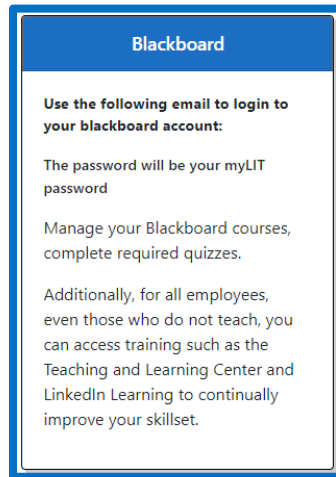 Blackboard
Use the following email to login to
your blackboard account:
The password will be your myLIT
password
Manage your Blackboard courses,
complete required quizzes.
Additionally, for all employees,
even those who do not teach, you
can access training such as the
Teaching and Learning Center and
LinkedIn Learning to continually
improve your skillset.